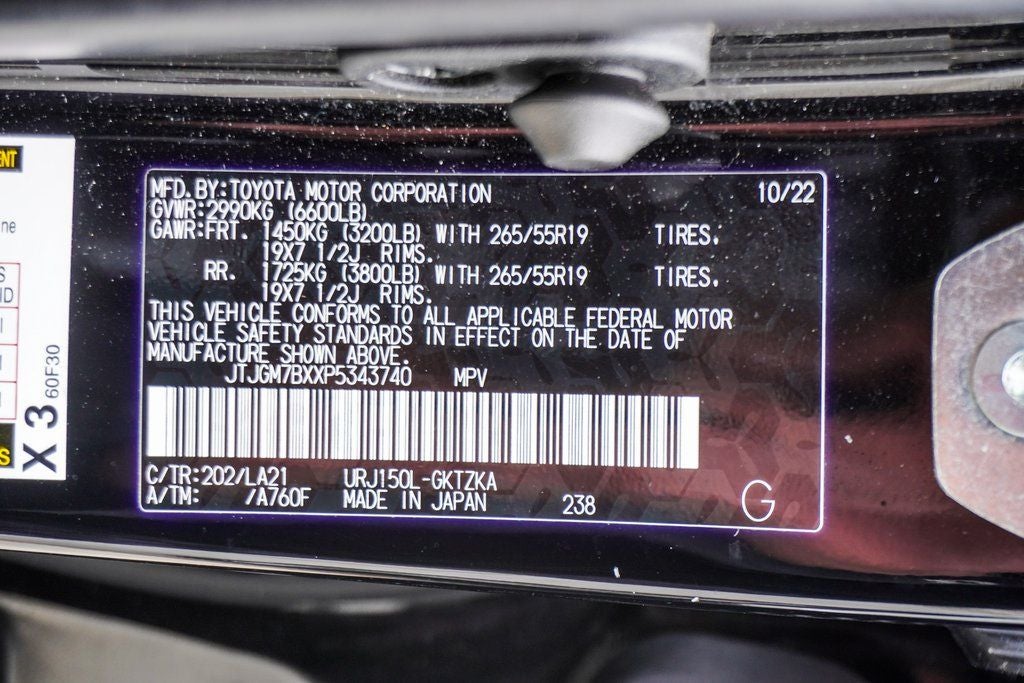 ENT
ne
S
ND
S
X 3
60F30
MFD.BY:TOYOTA MOTOR CORPORATION 10/22
GVWR:2990KG (6600LB)
GAWR:FRT. 1450KG (3200LB) WITH 265/55R19 TIRES.
19X7 1/2J RIMS.
RR. 1725KG (3800LB) WITH 265/55R19 TIRES.
19X7 1/2J RIMS.
THIS VEHICLE CONFORMS TO ALL APPLICABLE FEDERAL MOTOR
VEHICLE SAFETY STANDARDS IN EFFECT ON THE DATE OF
MANUFACTURE SHOWN ABOVE.
JTJGM7BXXP5343740 MPV
C/TR:202/LA21 URJ150L-GKTZKA
A/TM: /A760F MADE IN JAPAN 238 G